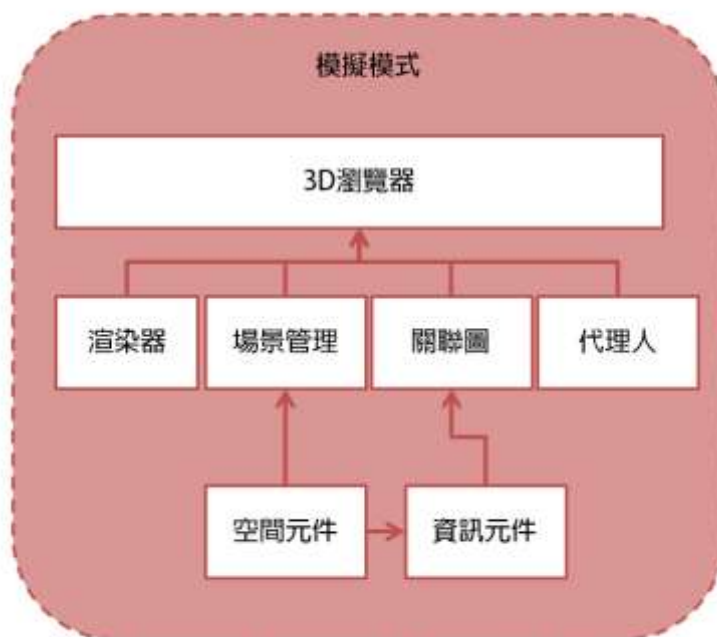 模擬模式
3D瀏覽器
渲染器
場景管理
關聯圖
代理人
空間元件
資訊元件